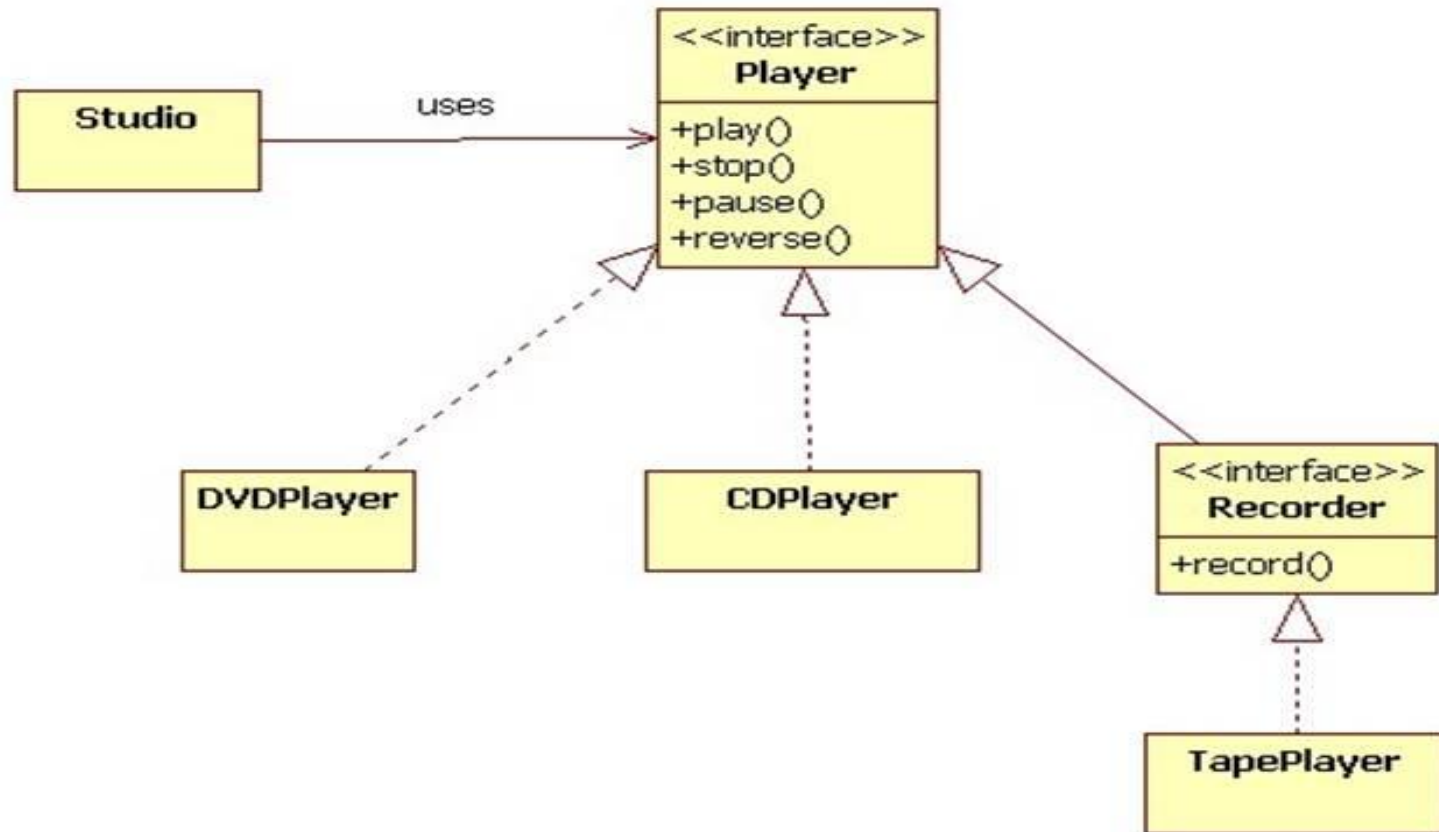 <<interface>>
Player
+play()
+stop()
+pause()
+reverse()
Studio
uses
DVDPlayer
CDPlayer
<<interface>>
Recorder
+record()
TapePlayer